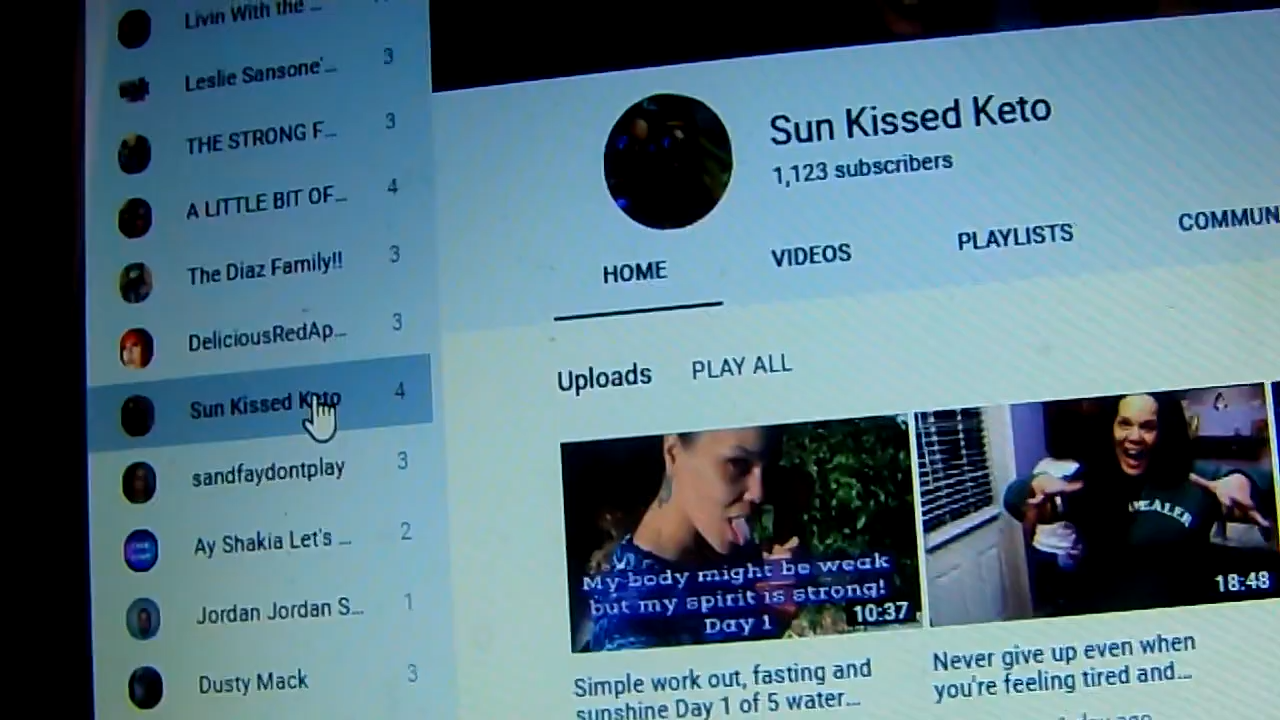 Livin With the ...
Leslie Sansone'... 3
THE STRONG F... 3
A LITTLE BIT OF... 4
The Diaz Family!! 3
DeliciousRedAp... 3
Sun Kissed Keto 4
sandfaydontplay 3
Ay Shakia Let's ... 2
Jordan Jordan S... 1
Dusty Mack 3
Sun Kissed Keto
1,123 subscribers
HOME VIDEOS PLAYLISTS COMMUN
Uploads PLAY ALL
My body might be weak
but my spirit is strong!
Day 1
10:37
Simple work out, fasting and
sunshine Day 1 of 5 water...
EALER
18:48
Never give up even when
you're feeling tired and...
day ago